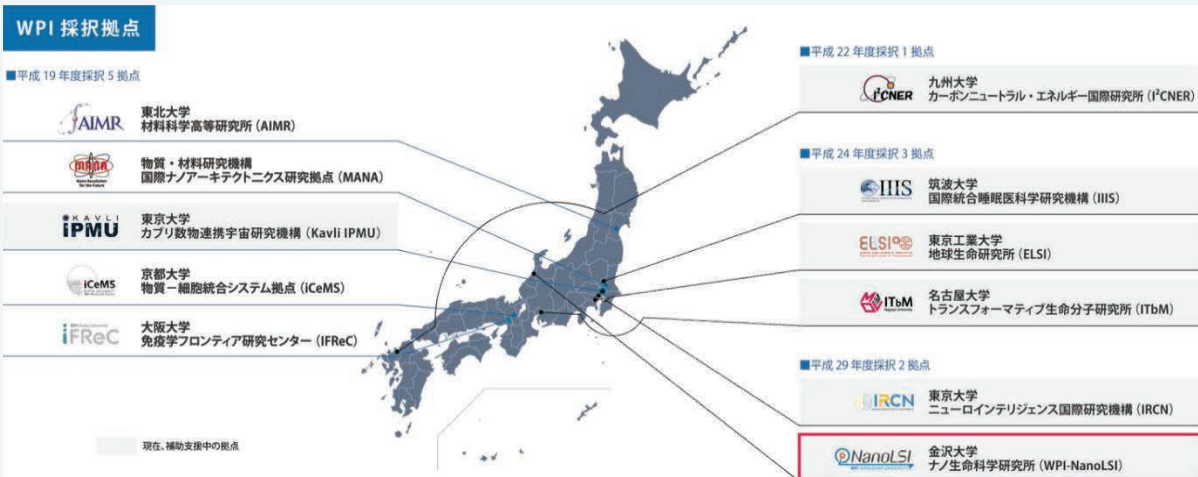 WPI 採択拠点
■平成 19 年度採択 5 拠点
AIMR
東北大学
材料科学高等研究所 (AIMR)
MANA
物質・材料研究機構
国際ナノアーキテクトニクス研究拠点 (MANA)
KAVLI
iPMU
東京大学
カブリ数物連携宇宙研究機構 (Kavli IPMU)
iCeMS
京都大学
物質－細胞統合システム拠点 (iCeMS)
iFReC
大阪大学
免疫学フロンティア研究センター (IFReC)
現在、補助支援中の拠点
■平成 22 年度採択 1 拠点
I²CNER
九州大学
カーボンニュートラル・エネルギー国際研究所 (I²CNER)
■平成 24 年度採択 3 拠点
IIIS
筑波大学
国際統合睡眠医科学研究機構 (IIIS)
ELSI
東京工業大学
地球生命研究所 (ELSI)
ITbM
名古屋大学
トランスフォーマティブ生命分子研究所 (ITbM)
■平成 29 年度採択 2 拠点
IRCN
東京大学
ニューロインテリジェンス国際研究機構 (IRCN)
NanoLSI
金沢大学
ナノ生命科学研究所 (WPI-NanoLSI)